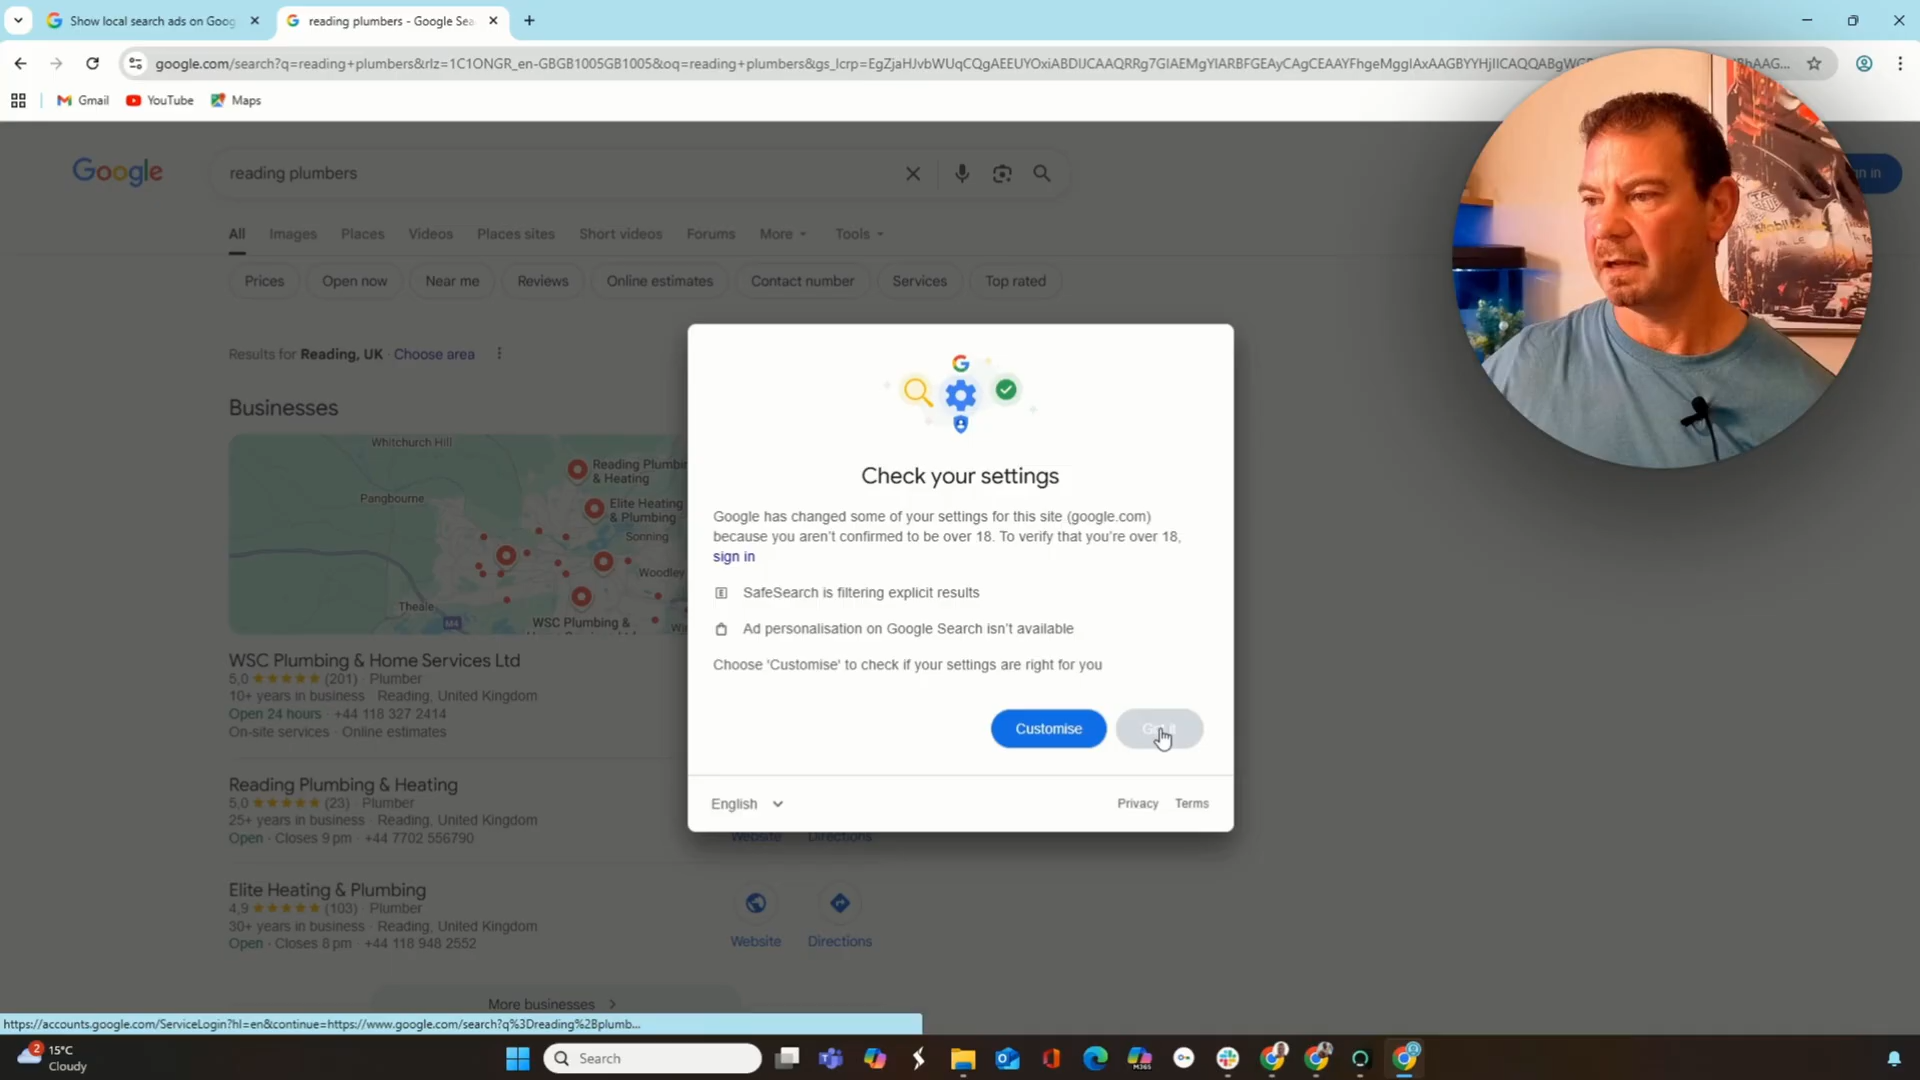 Show local search ads on Goog
reading plumbers - Google Sea
google.com/search?q=reading+plumbers&rlz=1C1ONGR_en-GBGB1005GB1005&oq=reading+plumbers&gs_lcrp=
Gmail
YouTube
Maps
Google
reading plumbers
All
Images
Places
Videos
Places sites
Short videos
Forums
More
Tools
Prices
Open now
Near me
Reviews
Online estimates
Contact number
Services
Top rated
Results for Reading, UK Choose area
Businesses
Whitchurch Hill
Pangbourne
Reading Plumbin
& Heating
Elite Heating
& Plumbing
Sonning
Woodley
Theale
M4
WSC Plumbing &
WSC Plumbing & Home Services Ltd
5,0 (201) · Plumber
10+ years in business · Reading, United Kingdom
Open 24 hours · +44 118 327 2414
On-site services · Online estimates
Reading Plumbing & Heating
5,0 (23) · Plumber
25+ years in business · Reading, United Kingdom
Open · Closes 9 pm · +44 7702 556790
Website
Directions
Elite Heating & Plumbing
4,9 (103) · Plumber
30+ years in business · Reading, United Kingdom
Open · Closes 8 pm · +44 118 948 2552
Website
Directions
More businesses
Check your settings
Google has changed some of your settings for this site (google.com)
because you aren't confirmed to be over 18. To verify that you're over 18,
sign in
SafeSearch is filtering explicit results
Ad personalisation on Google Search isn't available
Choose 'Customise' to check if your settings are right for you
Customise
English
Privacy
Terms
https://accounts.google.com/ServiceLogin?hl=en&continue=https://www.google.com/search?q%3Dreading%2Bplumb...
2
15°C
Cloudy
Search
M365